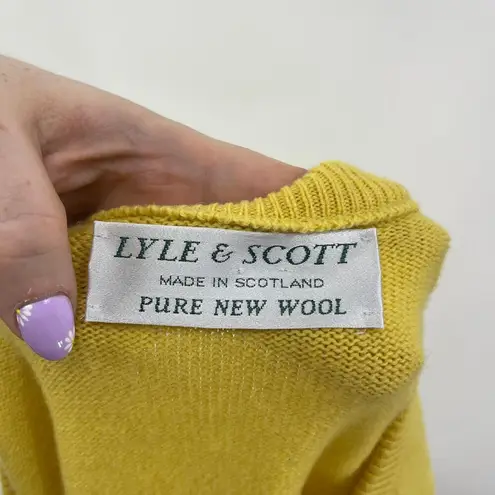 LYLE & SCOTT
MADE IN SCOTLAND
PURE NEW WOOL